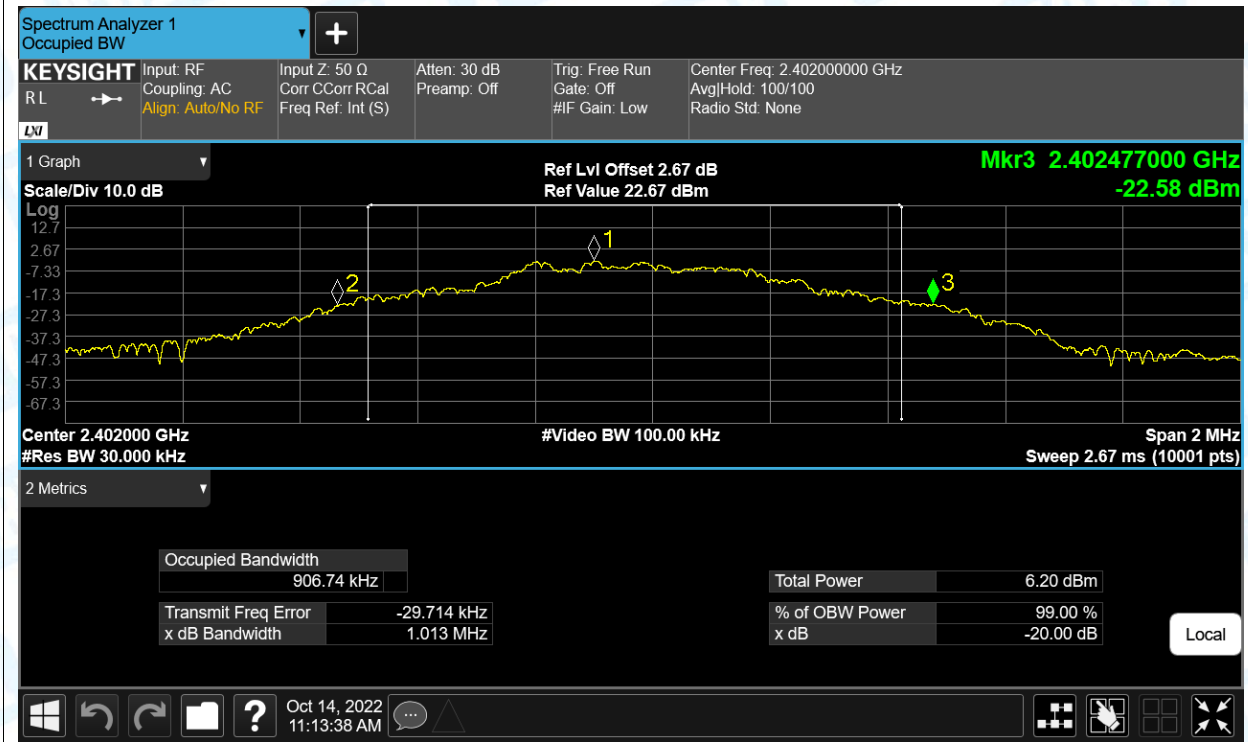 Spectrum Analyzer 1
Occupied BW
+
KEYSIGHT
R L
LXI
Input: RF
Coupling: AC
Align: Auto/No RF
Input Z: 50 Ω
Corr CCorr RCal
Freq Ref: Int (S)
Atten: 30 dB
Preamp: Off
Trig: Free Run
Gate: Off
#IF Gain: Low
Center Freq: 2.402000000 GHz
Avg|Hold: 100/100
Radio Std: None
1 Graph
Scale/Div 10.0 dB
Ref Lvl Offset 2.67 dB
Ref Value 22.67 dBm
Mkr3 2.402477000 GHz
-22.58 dBm
Log
12.7
2.67
-7.33
-17.3
-27.3
-37.3
-47.3
-57.3
-67.3
1
2
3
Center 2.402000 GHz
#Video BW 100.00 kHz
Span 2 MHz
#Res BW 30.000 kHz
Sweep 2.67 ms (10001 pts)
2 Metrics
Occupied Bandwidth
906.74 kHz
Transmit Freq Error -29.714 kHz
x dB Bandwidth 1.013 MHz
Total Power 6.20 dBm
% of OBW Power 99.00 %
x dB -20.00 dB
Local
?
Oct 14, 2022
11:13:38 AM